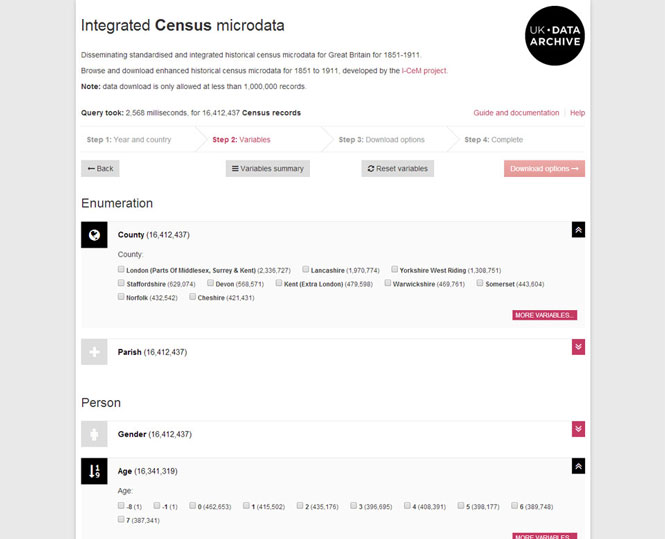 Integrated Census microdata
UK • DATA
ARCHIVE
Disseminating standardised and integrated historical census microdata for Great Britain for 1851-1911.
Browse and download enhanced historical census microdata for 1851 to 1911, developed by the I-CeM project.
Note: data download is only allowed at less than 1,000,000 records.
Query took: 2,568 miliseconds, for 16,412,437 Census records
Guide and documentation | Help
Step 1: Year and country
Step 2: Variables
Step 3: Download options
Step 4: Complete
Back
Variables summary
Reset variables
Download options
Enumeration
County (16,412,437)
County:
London (Parts Of Middlesex, Surrey & Kent) (2,336,727) Lancashire (1,970,774) Yorkshire West Riding (1,308,751)
Staffordshire (629,074) Devon (568,571) Kent (Extra London) (479,598) Warwickshire (469,761) Somerset (443,604)
Norfolk (432,542) Cheshire (421,431)
MORE VARIABLES...
Parish (16,412,437)
Person
Gender (16,412,437)
1
9
Age (16,341,319)
Age:
-8 (1) -1 (1) 0 (462,653) 1 (415,502) 2 (435,176) 3 (396,695) 4 (408,391) 5 (398,177) 6 (389,748)
7 (387,341)
MORE VARIABLES...